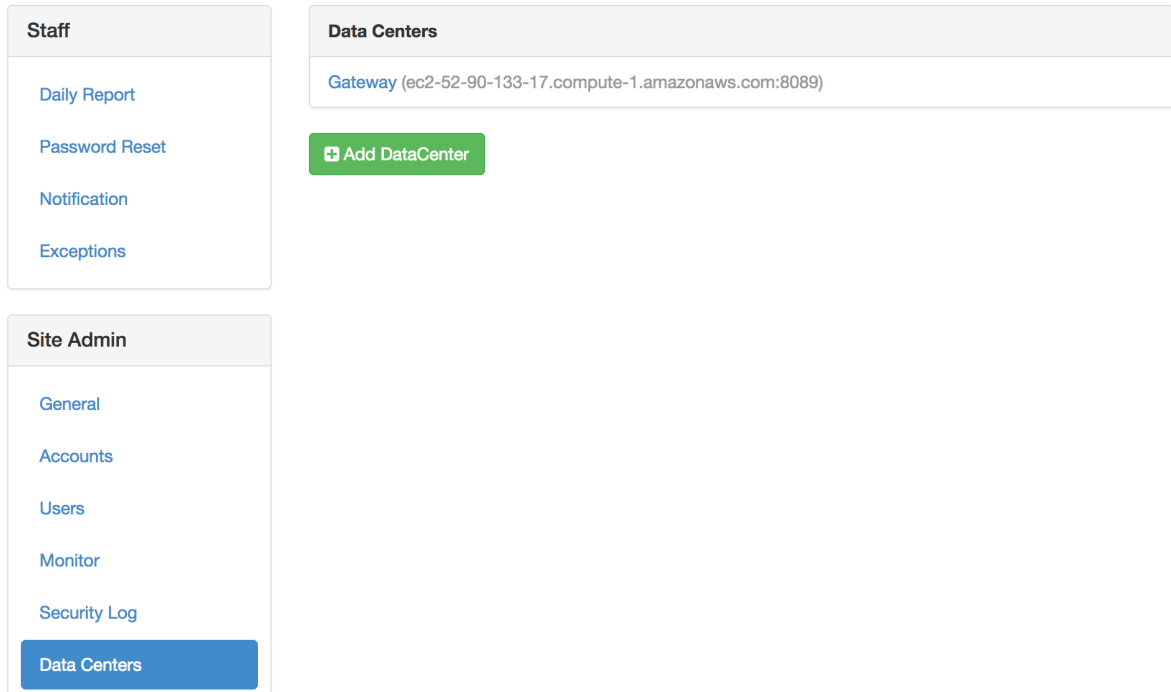 Staff
Daily Report
Password Reset
Notification
Exceptions
Site Admin
General
Accounts
Users
Monitor
Security Log
Data Centers
Data Centers
Gateway (ec2-52-90-133-17.compute-1.amazonaws.com:8089)
Add DataCenter